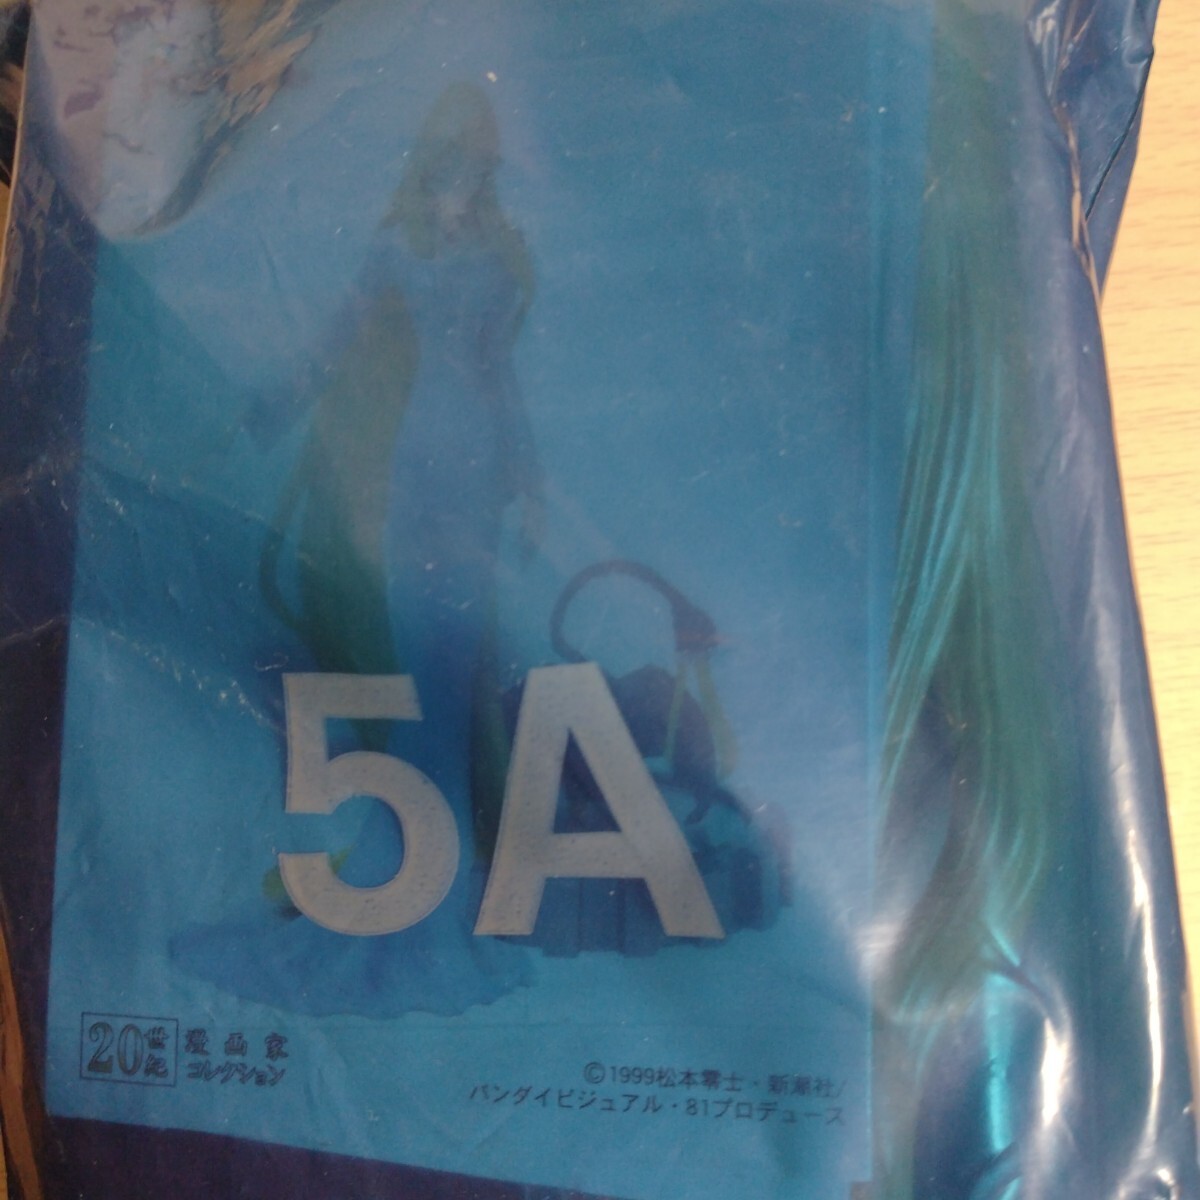 5A
20世紀 漫画家
コレクション
©1999松本零士・新潮社/
バンダイビジュアル・81プロデュース